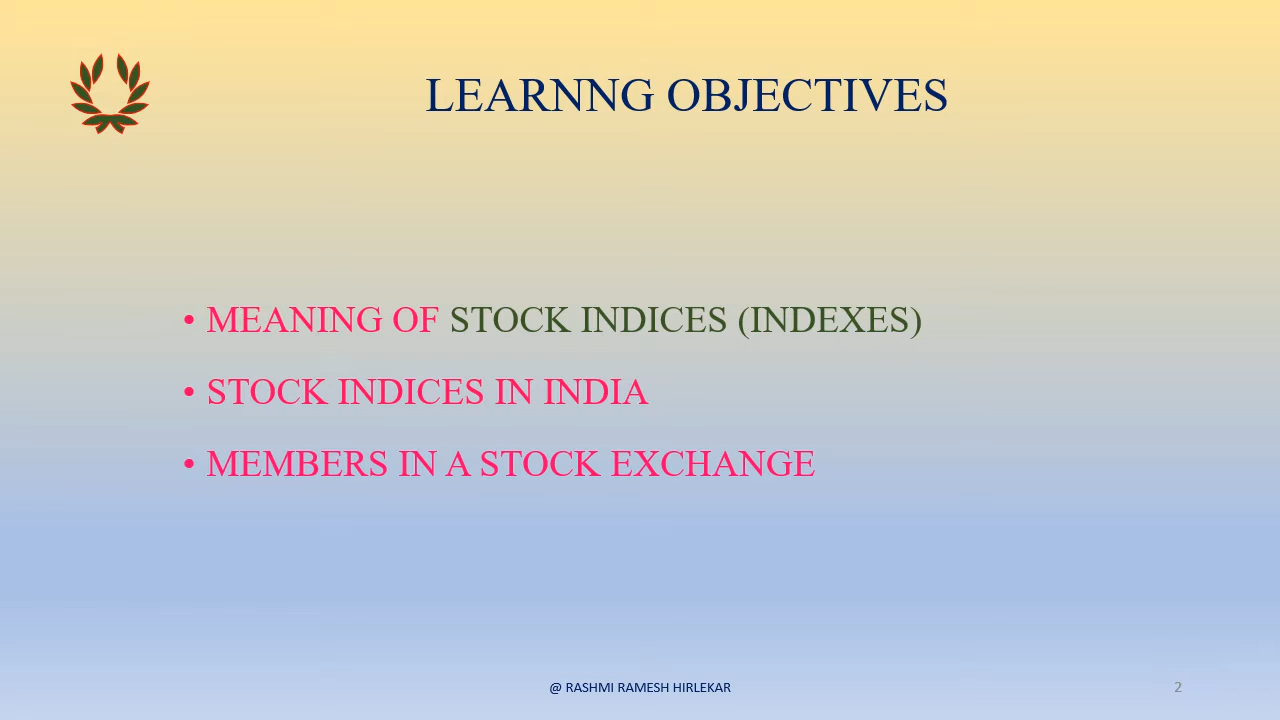 LEARNNG OBJECTIVES
• MEANING OF STOCK INDICES (INDEXES)
• STOCK INDICES IN INDIA
• MEMBERS IN A STOCK EXCHANGE
@ RASHMI RAMESH HIRLEKAR
2